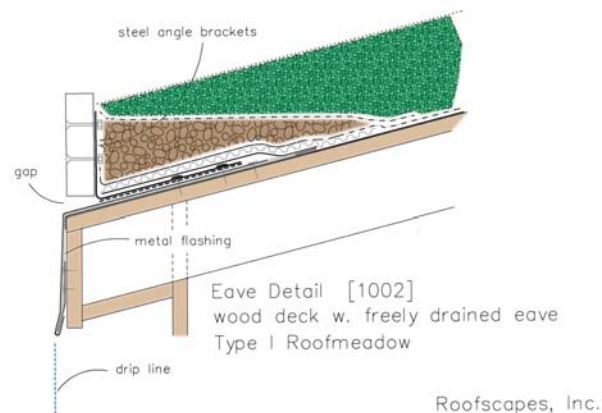 steel angle brackets
gap
metal flashing
Eave Detail [1002]
wood deck w. freely drained eave
Type I Roofmeadow
drip line
Roofscapes, Inc.